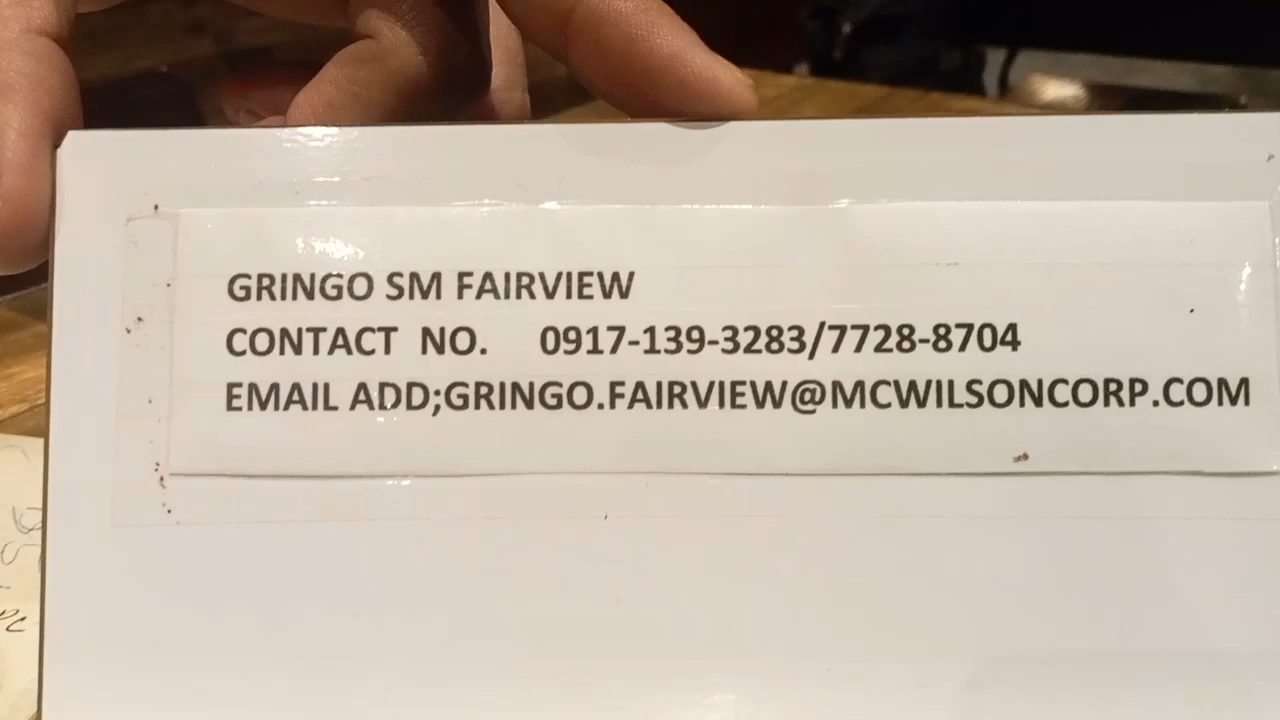 GRINGO SM FAIRVIEW
CONTACT NO. 0917-139-3283/7728-8704
EMAIL ADD;GRINGO.FAIRVIEW@MCWILSONCORP.COM